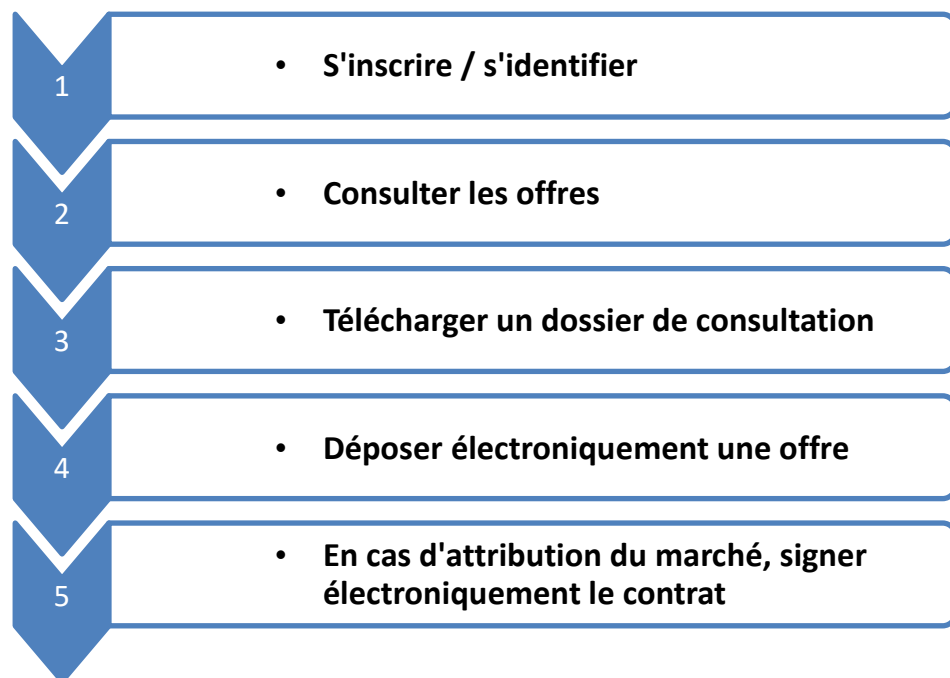 1
• S'inscrire / s'identifier
2
• Consulter les offres
3
• Télécharger un dossier de consultation
4
• Déposer électroniquement une offre
5
• En cas d'attribution du marché, signer
électroniquement le contrat